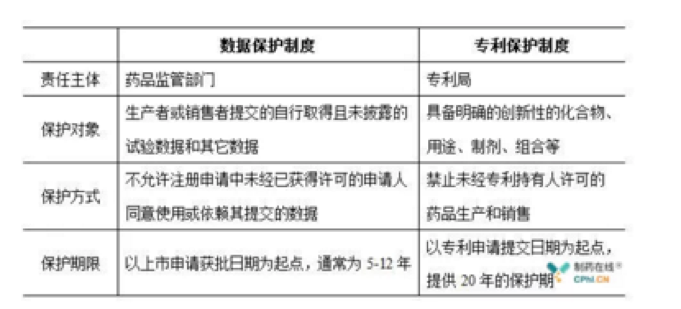 数据保护制度 专利保护制度
责任主体 药品监管部门 专利局
生产者或销售者提交的自行取得且未披露的 具备明确的创新性的化合物、
保护对象
试验数据和其它数据 用途、制剂、组合等
不允许注册申请中未经已获得许可的申请人 禁止未经专利持有人许可的
保护方式
同意使用或依赖其提交的数据 药品生产和销售
以专利申请提交日期为起点，
保护期限 以上市申请获批日期为起点，通常为 5-12 年
提供 20 年的保护期
制药在线®
CPhI.CN